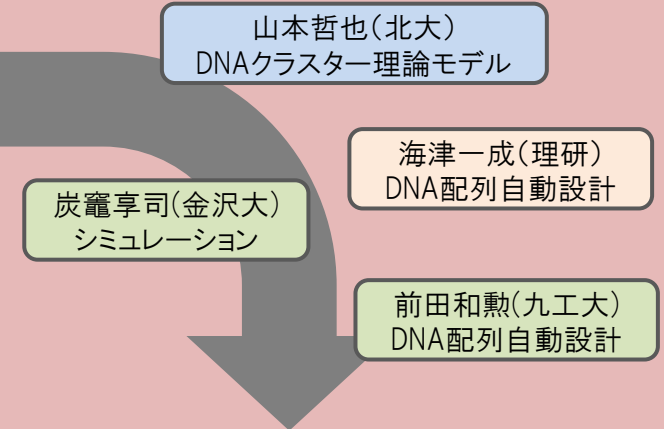 山本哲也(北大)
DNAクラスター理論モデル
海津一成(理研)
DNA配列自動設計
炭竈享司(金沢大)
シミュレーション
前田和勲(九工大)
DNA配列自動設計